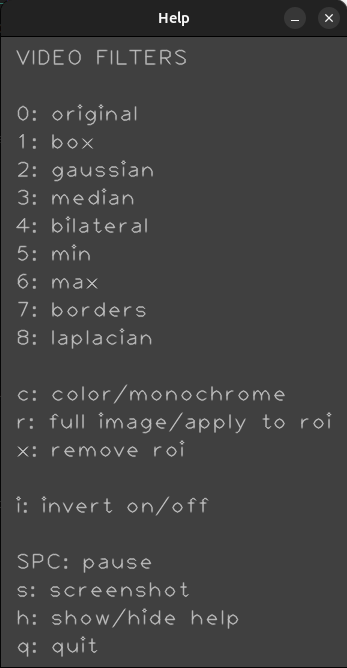 Help
VIDEO FILTERS
0: original
1: box
2: gaussian
3: median
4: bilateral
5: min
6: max
7: borders
8: laplacian
c: color/monochrome
r: full image/apply to roi
x: remove roi
i: invert on/off
SPC: pause
s: screenshot
h: show/hide help
q: quit